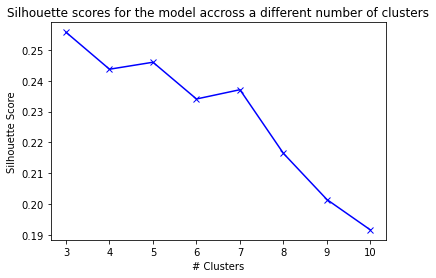 Silhouette scores for the model accross a different number of clusters
0.25
0.24
0.23
0.22
0.21
0.20
0.19
Silhouette Score
3 4 5 6 7 8 9 10
# Clusters